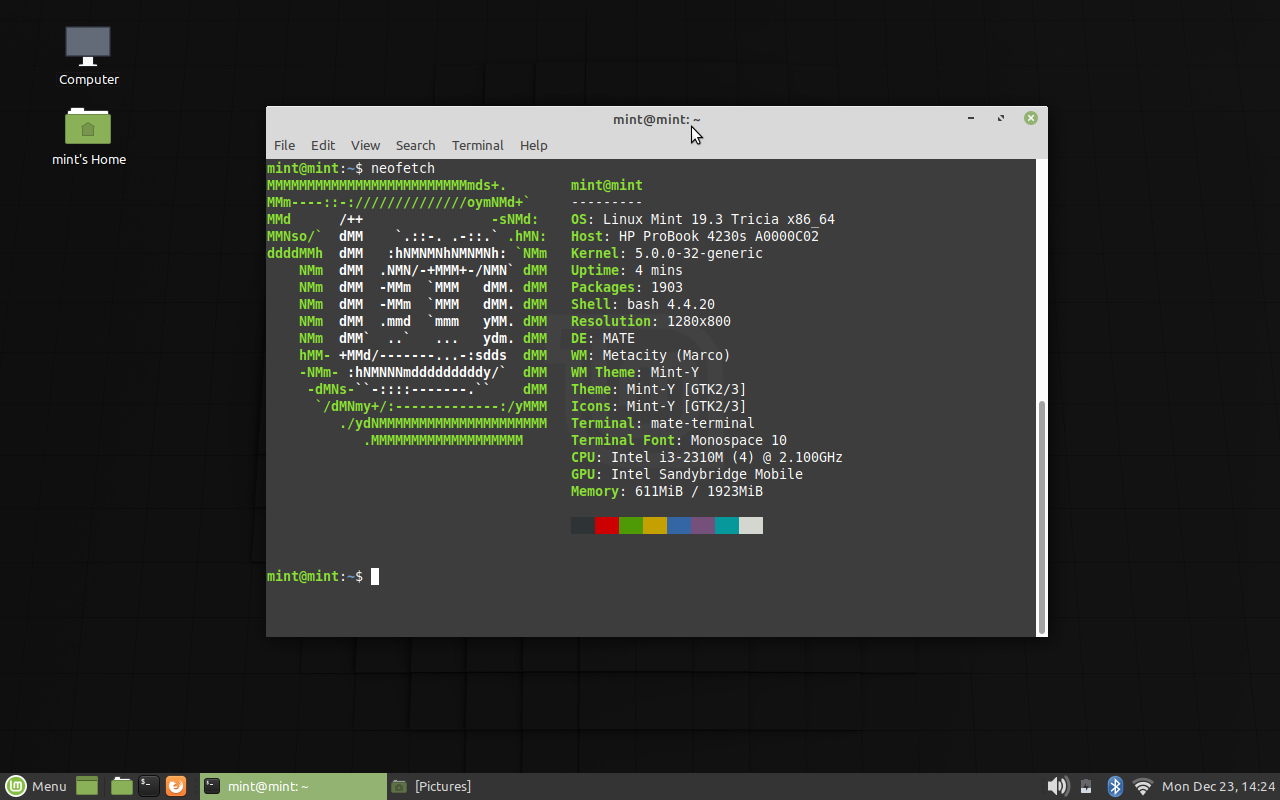 Computer
mint's Home
mint@mint: ~
File Edit View Search Terminal Help
mint@mint:~$ neofetch
MMMMMMMMMMMMMMMMMMMMMMMMMmds+.        mint@mint
MMm----::-://////////////oymNMd+`     ---------
MMd      /++                -sNMd:    OS: Linux Mint 19.3 Tricia x86_64
MMNso/`  dMM    `.::-. .-::.` .hMN:   Host: HP ProBook 4230s A0000C02
ddddMMh  dMM   :hNMNMNhNMNMNh: `NMm   Kernel: 5.0.0-32-generic
    NMm  dMM  .NMN/-+MMM+-/NMN` dMM   Uptime: 4 mins
    NMm  dMM  -MMm  `MMM   dMM. dMM   Packages: 1903
    NMm  dMM  -MMm  `MMM   dMM. dMM   Shell: bash 4.4.20
    NMm  dMM  .mmd  `mmm   yMM. dMM   Resolution: 1280x800
    NMm  dMM`  ..`   ...   ydm. dMM   DE: MATE
    hMM- +MMd/-------...-:sdds  dMM   WM: Metacity (Marco)
    -NMm- :hNMNNNmdddddddddy/`  dMM   WM Theme: Mint-Y
     -dMNs-``-::::-------.``    dMM   Theme: Mint-Y [GTK2/3]
      `/dMNmy+/:-------------:/yMMM   Icons: Mint-Y [GTK2/3]
         ./ydNMMMMMMMMMMMMMMMMMMMMM   Terminal: mate-terminal
            .MMMMMMMMMMMMMMMMMMM      Terminal Font: Monospace 10
CPU: Intel i3-2310M (4) @ 2.100GHz
GPU: Intel Sandybridge Mobile
Memory: 611MiB / 1923MiB
mint@mint:~$
Menu mint@mint: ~ [Pictures] Mon Dec 23, 14:24